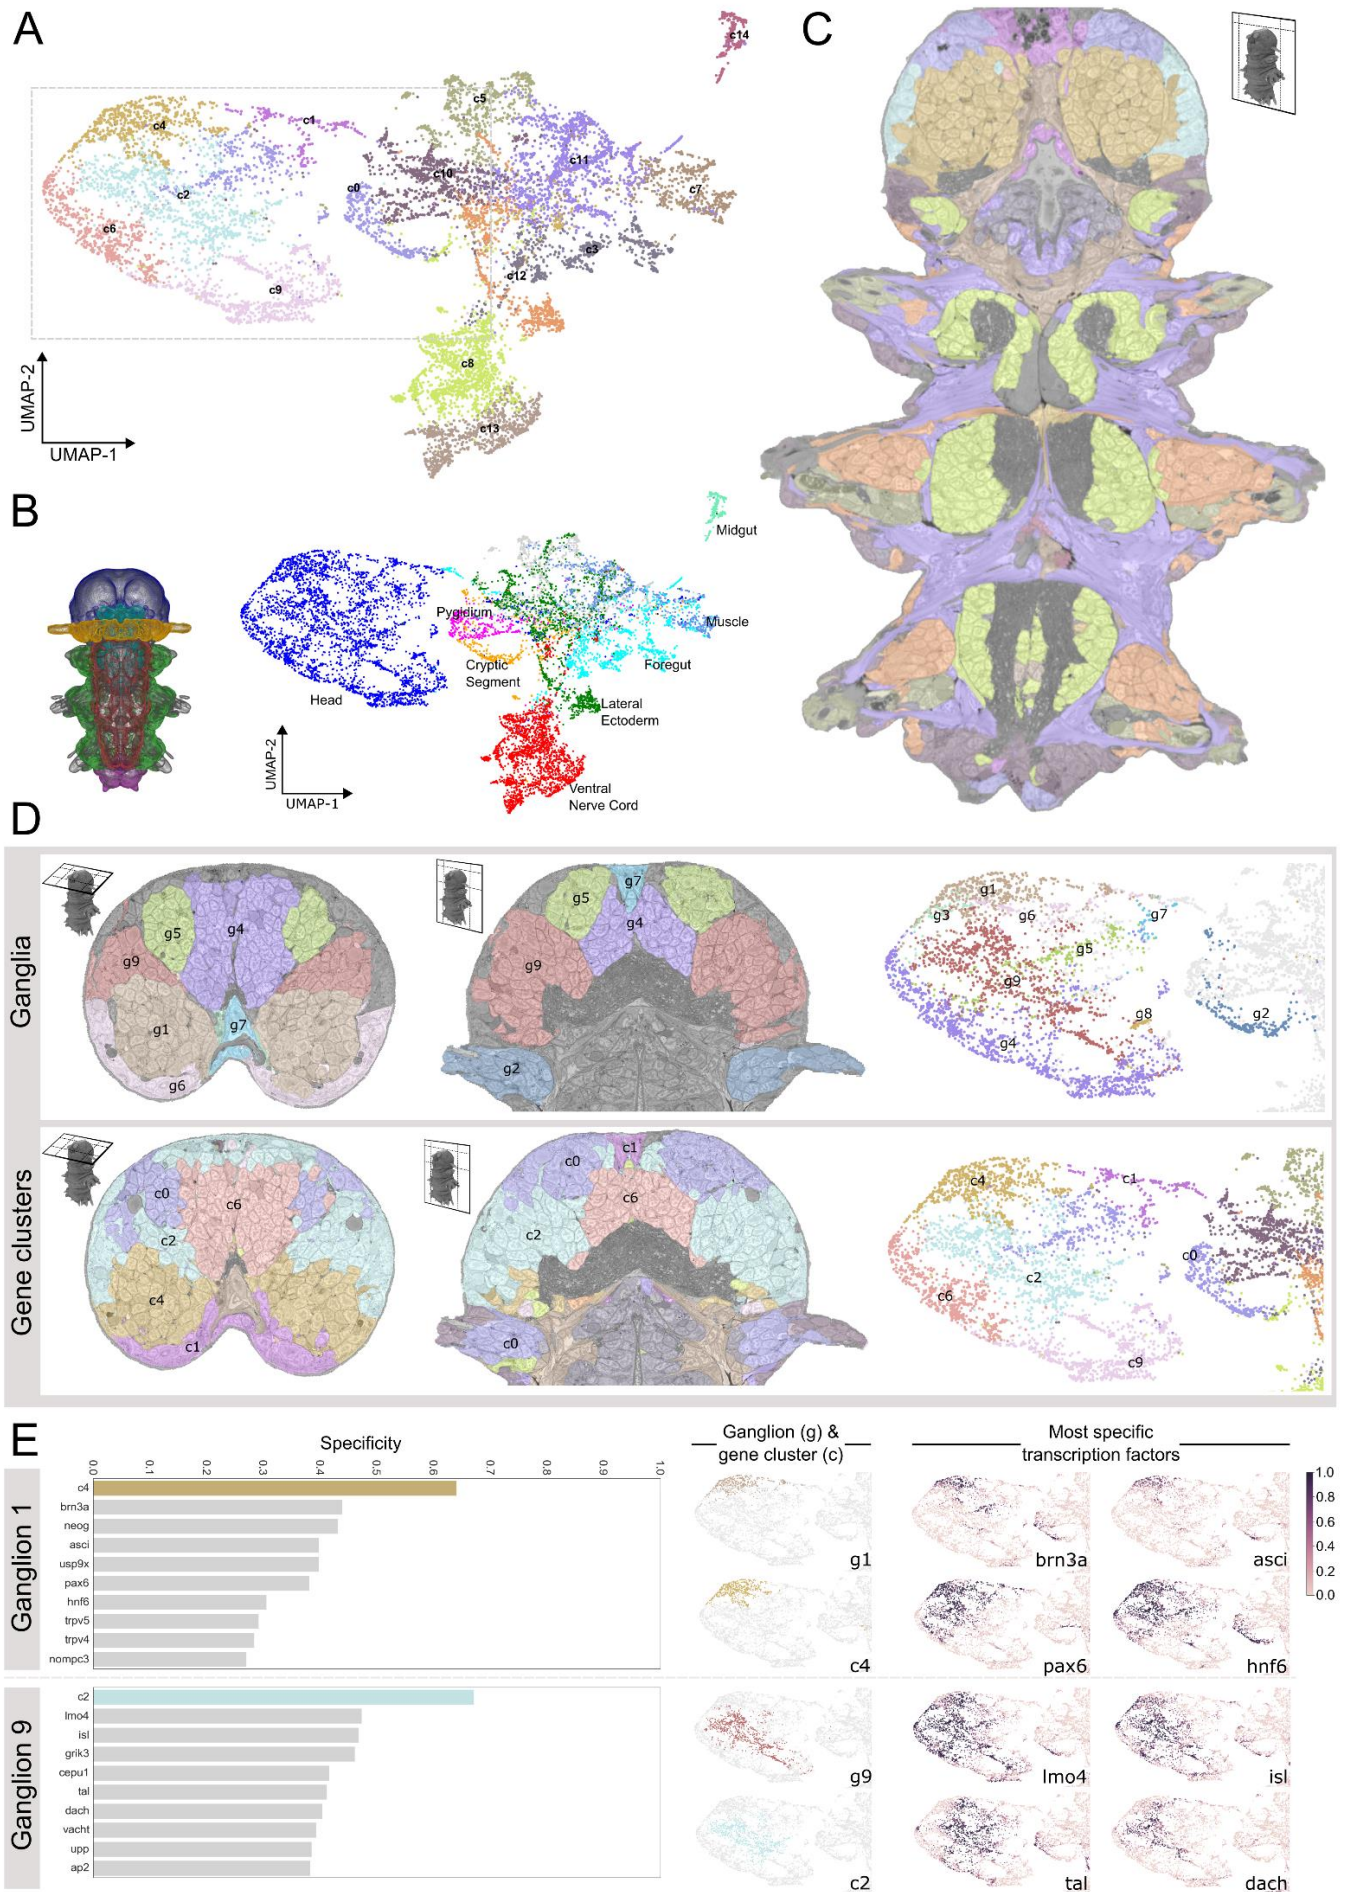 A
c14
c5
c4
c1
c11
c10
c0
c7
c2
c6
c3
c12
c9
c8
c13
UMAP-2
UMAP-1
B
Midgut
Pygidium
Muscle
Cryptic
Segment
Foregut
Head
Lateral
Ectoderm
UMAP-2
UMAP-1
Ventral
Nerve Cord
C
D
Ganglia
g5
g4
g9
g1
g7
g6
g7
g5
g4
g9
g2
g1
g3
g6
g7
g5
g9
g8
g2
g4
Gene clusters
c0
c6
c2
c4
c1
c1
c0
c6
c2
c0
c4
c1
c0
c2
c6
c9
E
Specificity
Ganglion (g) &
gene cluster (c)
Most specific
transcription factors
0.0 0.1 0.2 0.3 0.4 0.5 0.6 0.7 0.8 0.9 1.0
Ganglion 1
c4
brn3a
neog
asci
usp9x
pax6
hnf6
trpv5
trpv4
nompc3
g1
brn3a
asci
c4
pax6
hnf6
1.0
0.8
0.6
0.4
0.2
0.0
Ganglion 9
c2
lmo4
isl
grik3
cepu1
tal
dach
vacht
upp
ap2
g9
lmo4
isl
c2
tal
dach